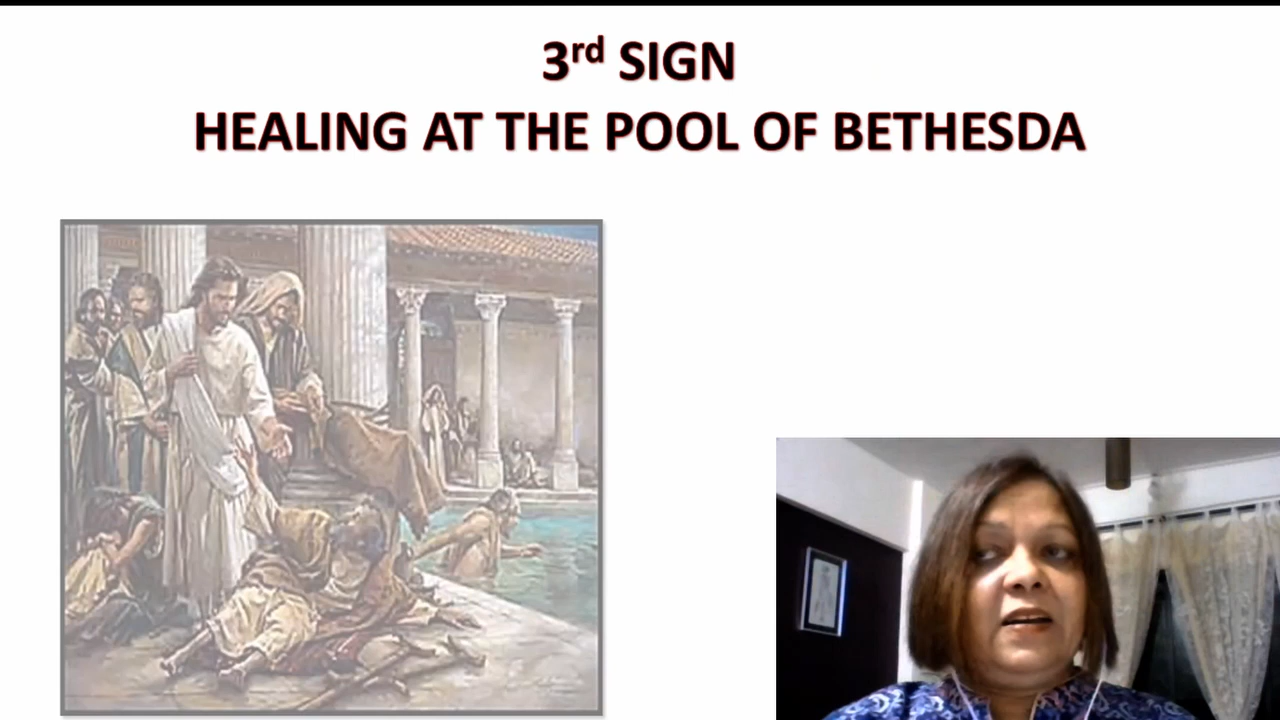 3rd SIGN
HEALING AT THE POOL OF BETHESDA